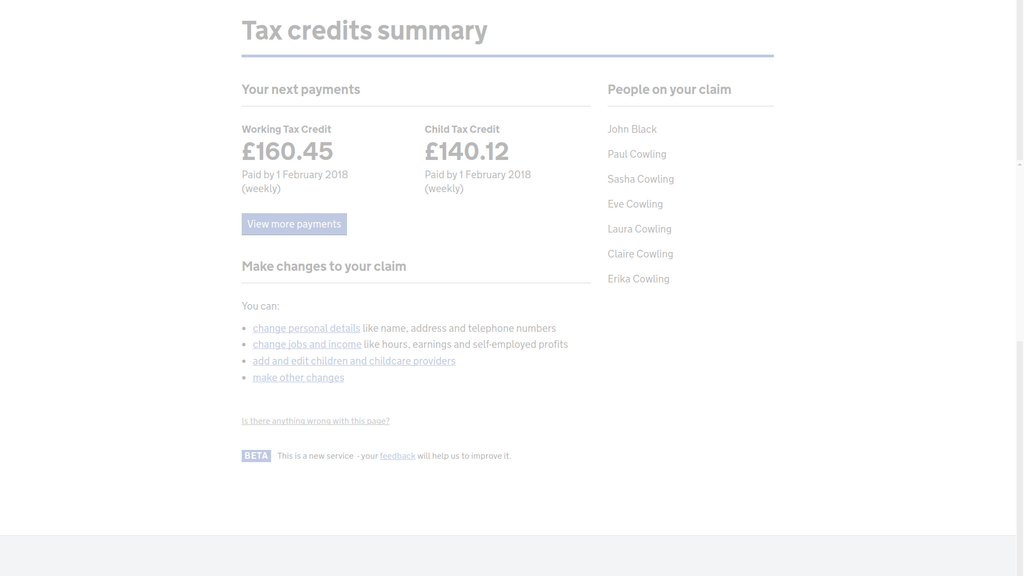 Tax credits summary
Your next payments
Working Tax Credit
£160.45
Paid by 1 February 2018
(weekly)
Child Tax Credit
£140.12
Paid by 1 February 2018
(weekly)
View more payments
Make changes to your claim
You can:
• change personal details like name, address and telephone numbers
• change jobs and income like hours, earnings and self-employed profits
• add and edit children and childcare providers
• make other changes
Is there anything wrong with this page?
BETA This is a new service - your feedback will help us to improve it.
People on your claim
John Black
Paul Cowling
Sasha Cowling
Eve Cowling
Laura Cowling
Claire Cowling
Erika Cowling